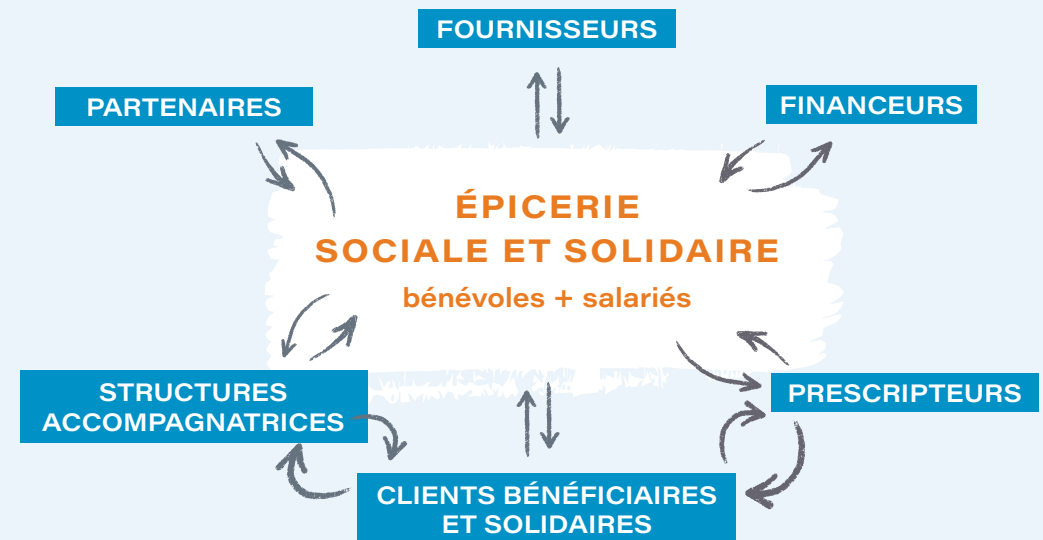 FOURNISSEURS
PARTENAIRES
FINANCEURS
ÉPICERIE
SOCIALE ET SOLIDAIRE
bénévoles + salariés
STRUCTURES
ACCOMPAGNATRICES
PRESCRIPTEURS
CLIENTS BÉNÉFICIAIRES
ET SOLIDAIRES